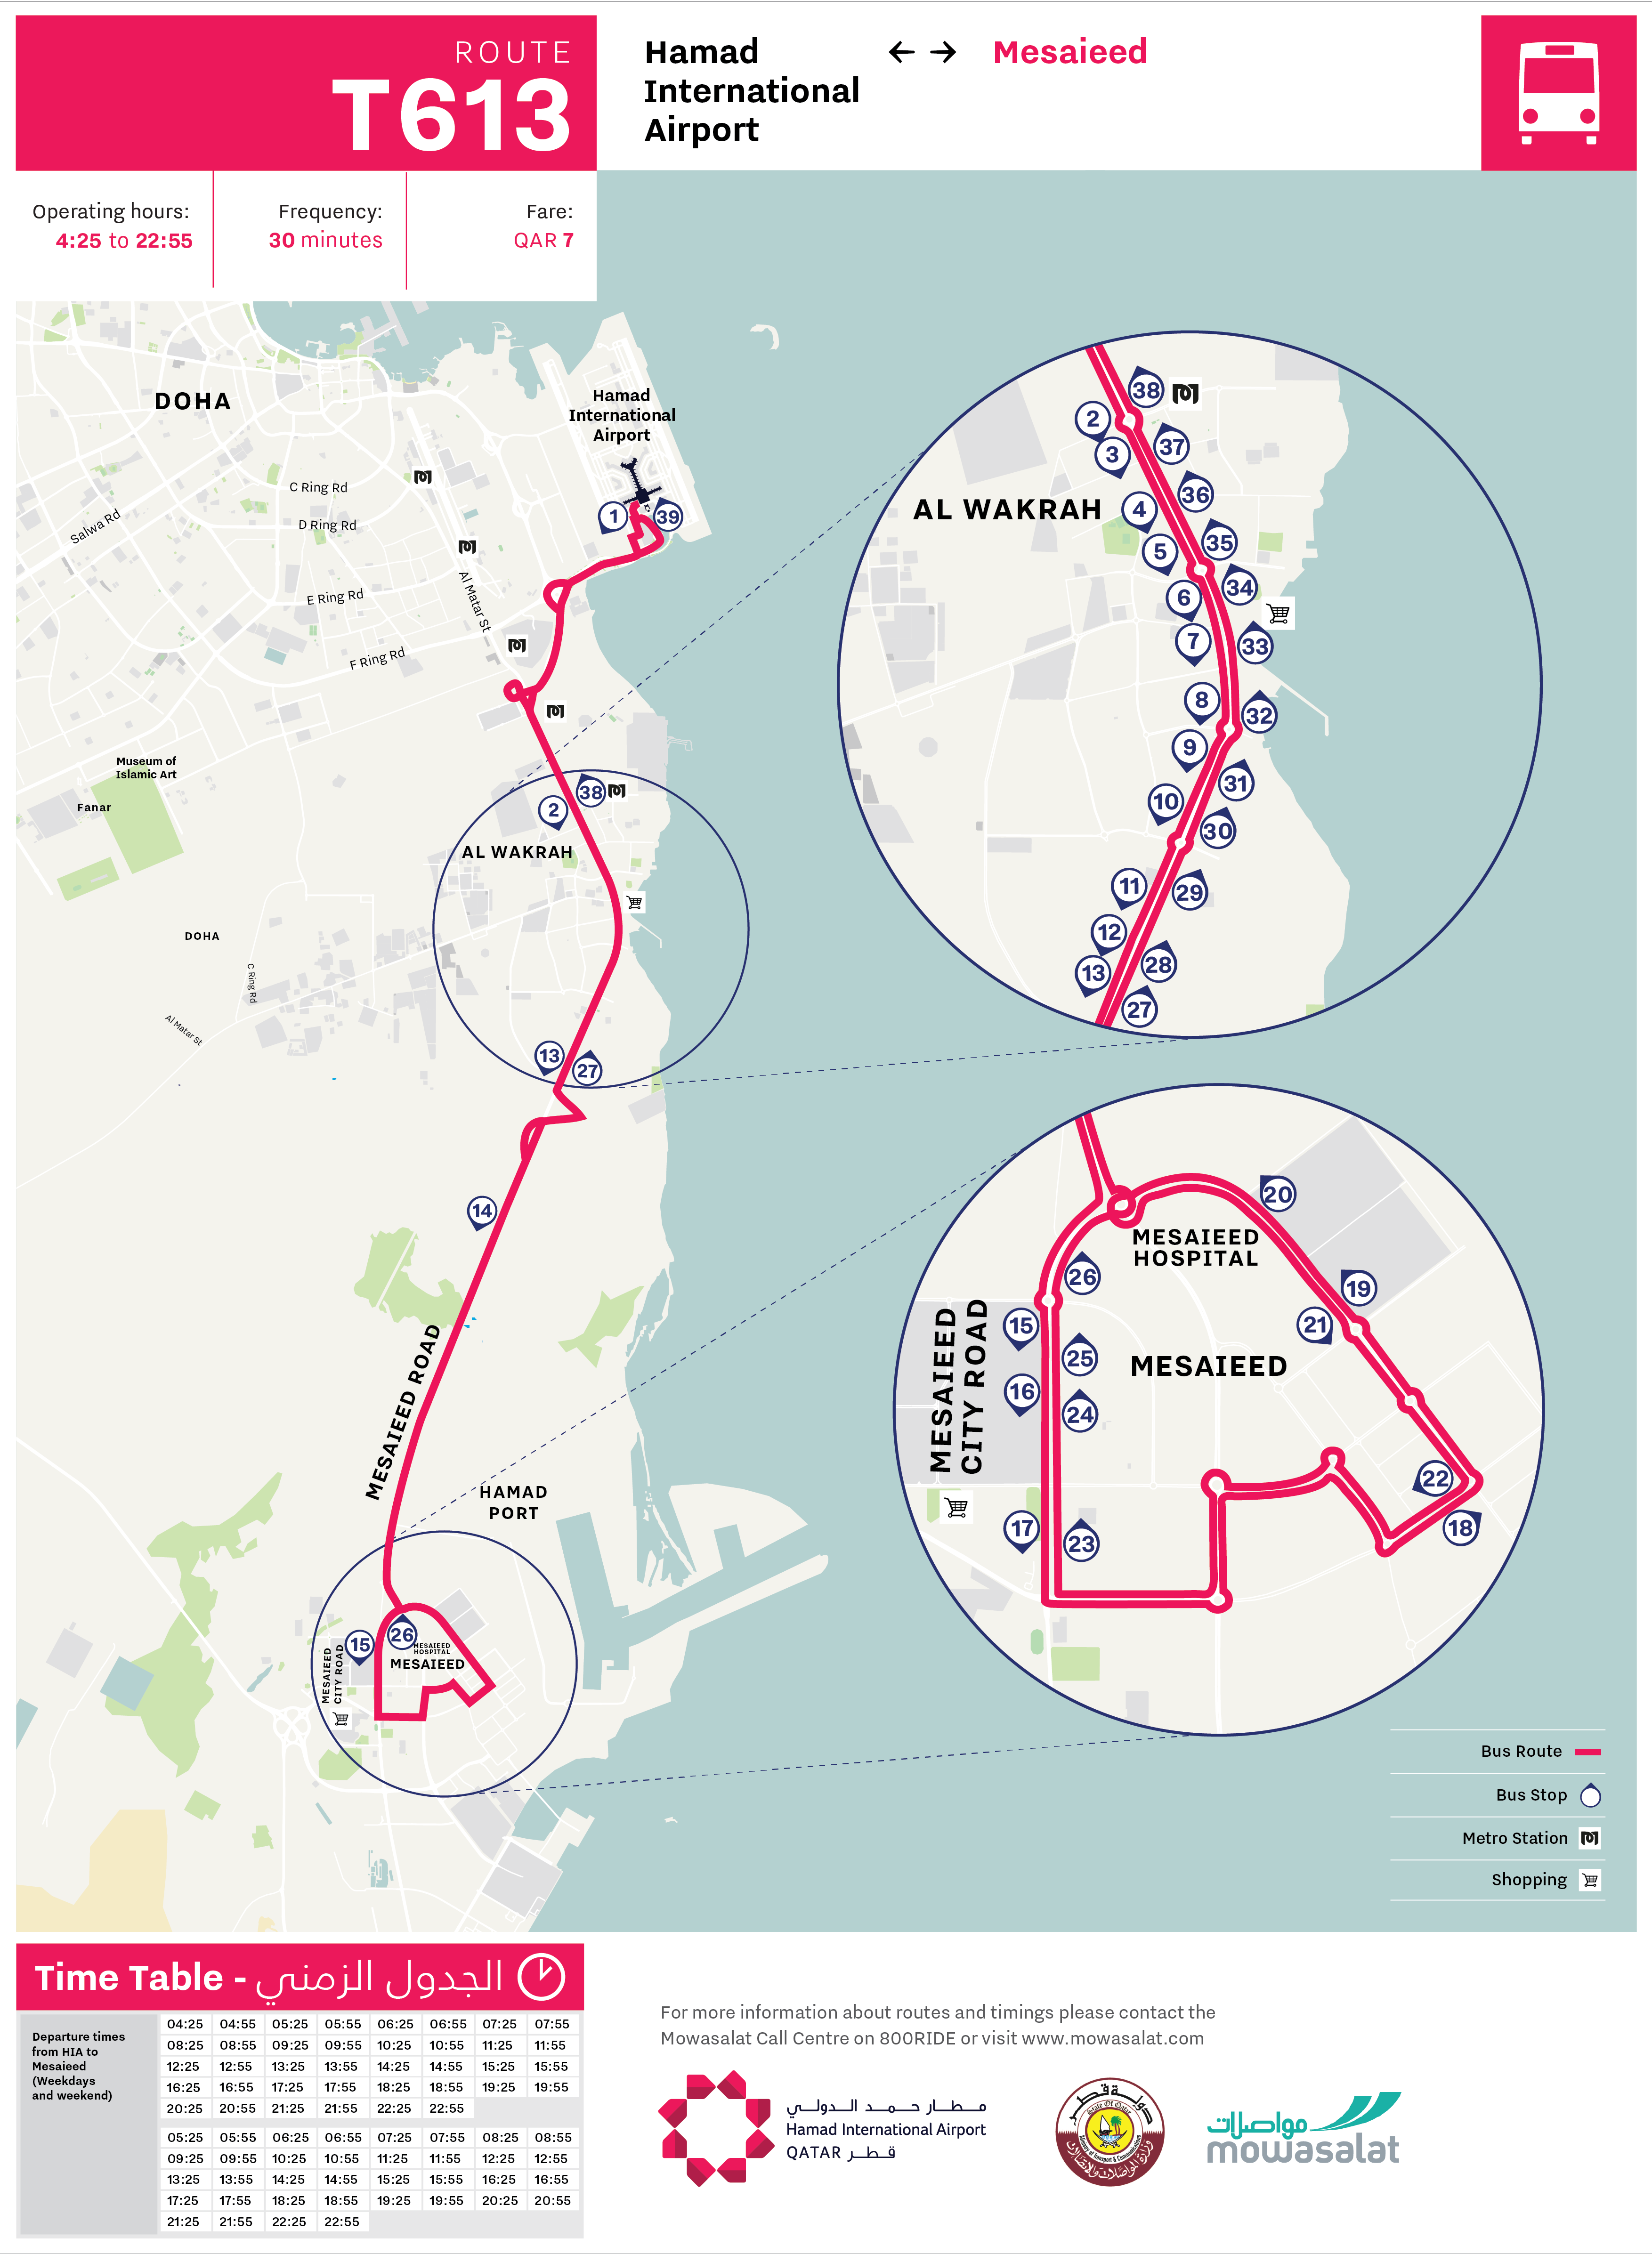 ROUTE
T613
Hamad
International
Airport
← →
Mesaieed
Operating hours:
4:25 to 22:55
Frequency:
30 minutes
Fare:
QAR 7
DOHA
Hamad
International
Airport
C Ring Rd
D Ring Rd
Salwa Rd
E Ring Rd
Al Matar St
F Ring Rd
1
39
Museum of
Islamic Art
Fanar
38
2
AL WAKRAH
DOHA
C Ring Rd
Al Matar St
13
27
14
MESAIEED ROAD
HAMAD
PORT
15
26
MESAIEED
HOSPITAL
MESAIEED
MESAIEED
CITY ROAD
38
2
37
3
36
AL WAKRAH
4
35
5
34
6
33
7
8
32
9
31
10
30
11
29
12
28
13
27
20
MESAIEED
HOSPITAL
26
19
15
21
25
MESAIEED
16
24
MESAIEED
CITY ROAD
22
17
23
18
Bus Route
Bus Stop
Metro Station
Shopping
Time Table - الجدول الزمني
Departure times
from HIA to
Mesaieed
(Weekdays
and weekend)
04:25 04:55 05:25 05:55 06:25 06:55 07:25 07:55
08:25 08:55 09:25 09:55 10:25 10:55 11:25 11:55
12:25 12:55 13:25 13:55 14:25 14:55 15:25 15:55
16:25 16:55 17:25 17:55 18:25 18:55 19:25 19:55
20:25 20:55 21:25 21:55 22:25 22:55
05:25 05:55 06:25 06:55 07:25 07:55 08:25 08:55
09:25 09:55 10:25 10:55 11:25 11:55 12:25 12:55
13:25 13:55 14:25 14:55 15:25 15:55 16:25 16:55
17:25 17:55 18:25 18:55 19:25 19:55 20:25 20:55
21:25 21:55 22:25 22:55
For more information about routes and timings please contact the
Mowasalat Call Centre on 800RIDE or visit www.mowasalat.com
مطار حمد الدولي
Hamad International Airport
QATAR قطر
دولة قطر
State Of Qatar
Ministry of Transport & Communications
وزارة المواصلات والاتصالات
مواصلات
mowasalat